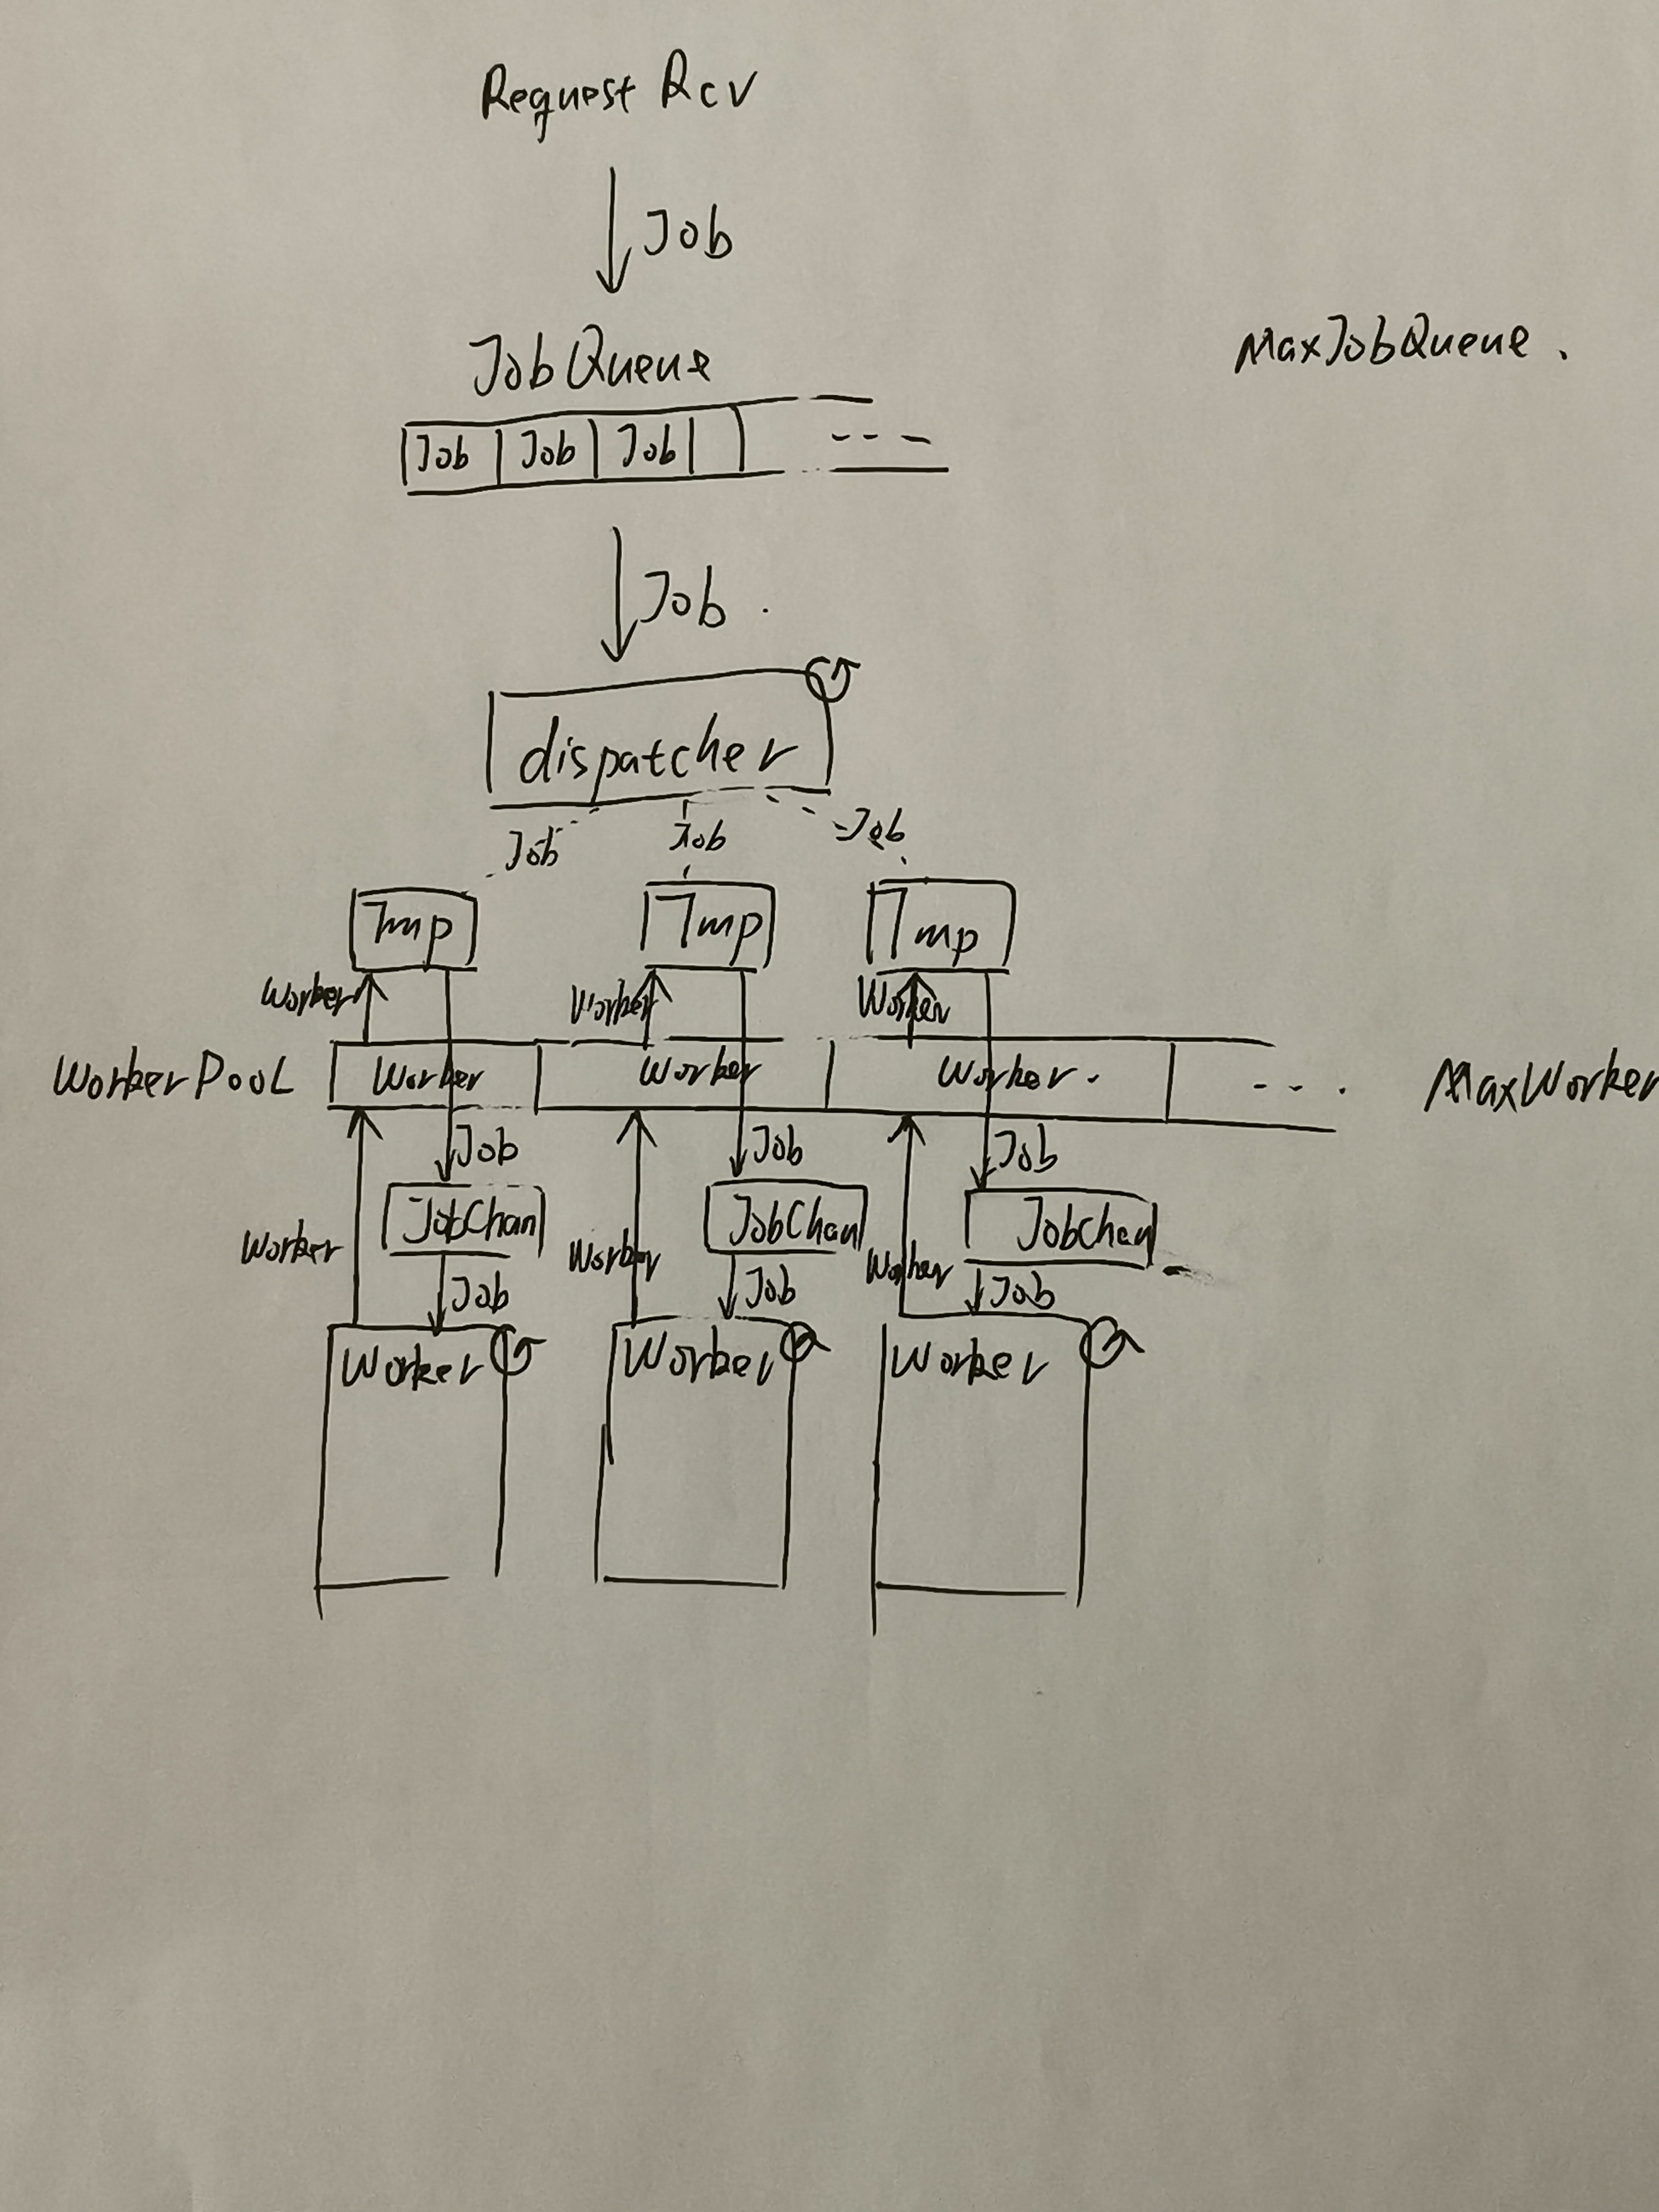 Request Rcv
Job
JobQueue
MaxJobQueue.
Job Job Job ---
Job.
dispatcher
Job Job Job
Tmp Tmp Tmp
Worker Worker Worker
WorkerPooL Worker Worker Worker. --- . MaxWorker
Job Job Job
JobChan JobChan JobChan
Worker Worker Worker
Job Job Job
Worker Worker Worker